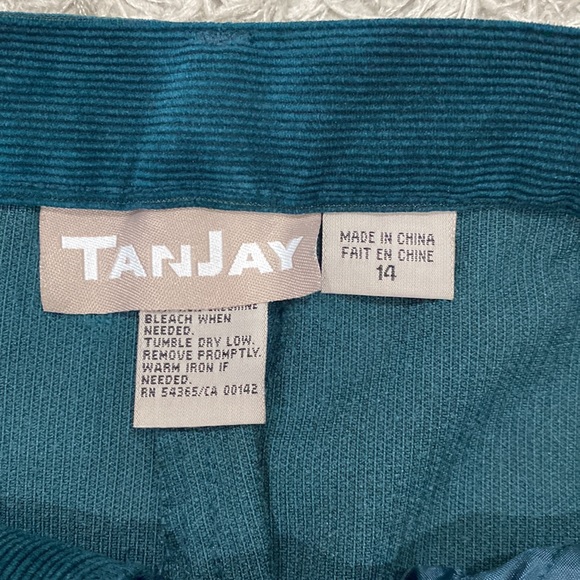 TANJAY
MADE IN CHINA
FAIT EN CHINE
14
BLEACH WHEN
NEEDED.
TUMBLE DRY LOW.
REMOVE PROMPTLY.
WARM IRON IF
NEEDED.
RN 54365/CA 00142